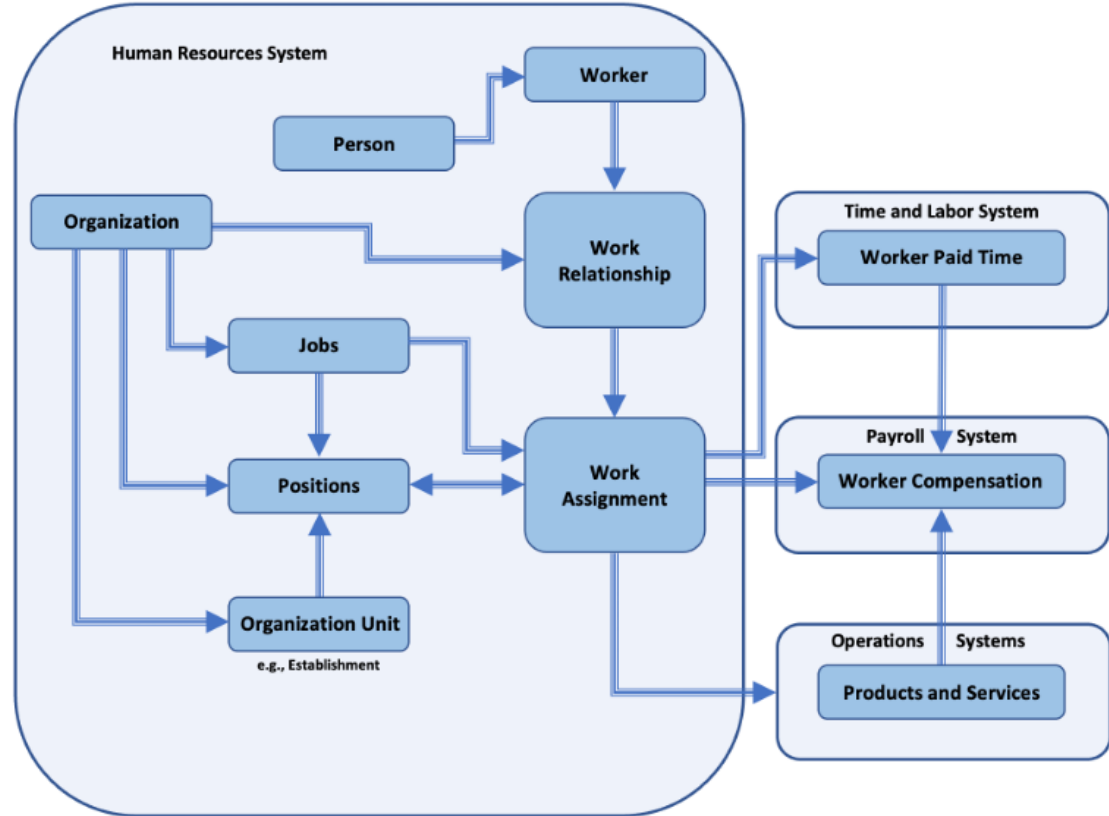 Human Resources System
Worker
Person
Organization
Work
Relationship
Time and Labor System
Worker Paid Time
Jobs
Work
Assignment
Positions
Payroll System
Worker Compensation
Organization Unit
e.g., Establishment
Operations Systems
Products and Services